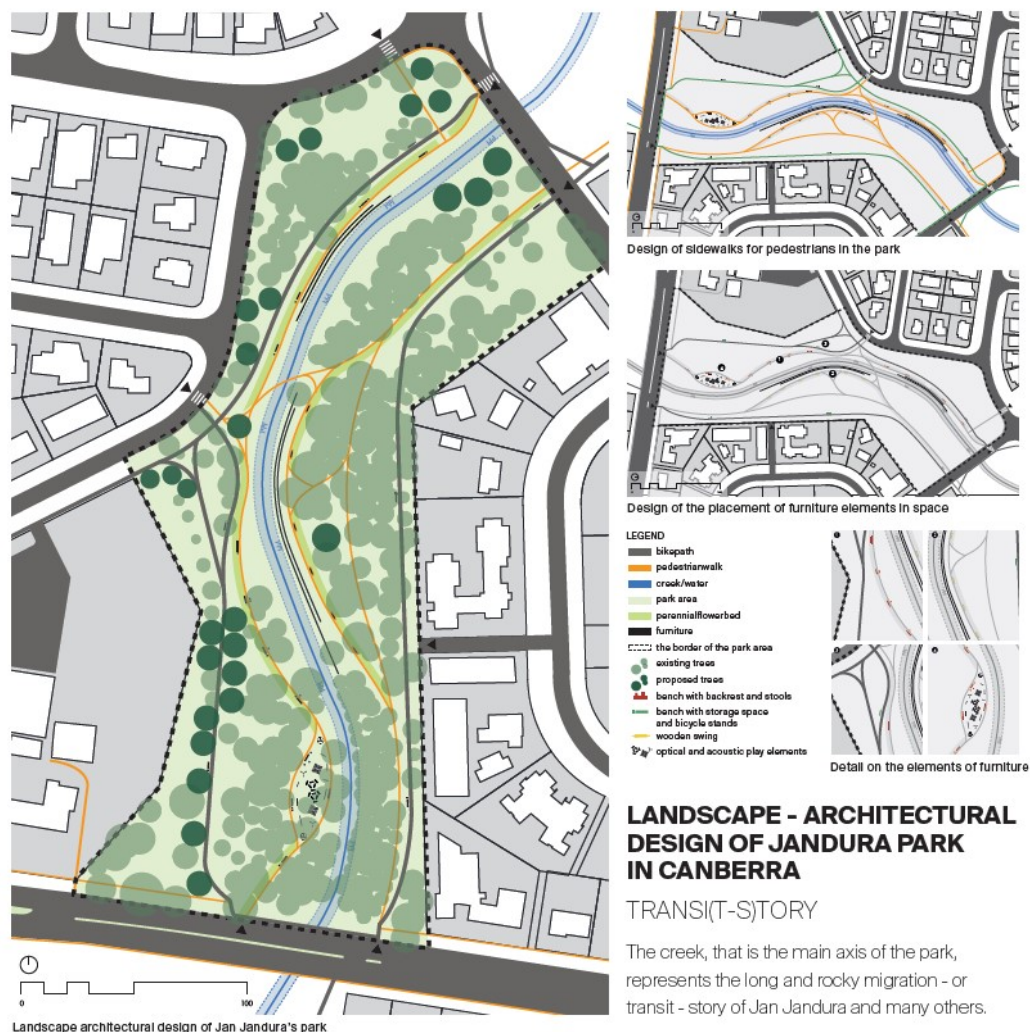 Design of sidewalks for pedestrians in the park
Design of the placement of furniture elements in space
LEGEND
bikepath
pedestrianwalk
creek/water
park area
perennialflowerbed
furniture
the border of the park area
existing trees
proposed trees
bench with backrest and stools
bench with storage space
and bicycle stands
wooden swing
optical and acoustic play elements
Detail on the elements of furniture
LANDSCAPE - ARCHITECTURAL
DESIGN OF JANDURA PARK
IN CANBERRA
TRANSI(T-S)TORY
The creek, that is the main axis of the park,
represents the long and rocky migration - or
transit - story of Jan Jandura and many others.
0 100
Landscape architectural design of Jan Jandura's park